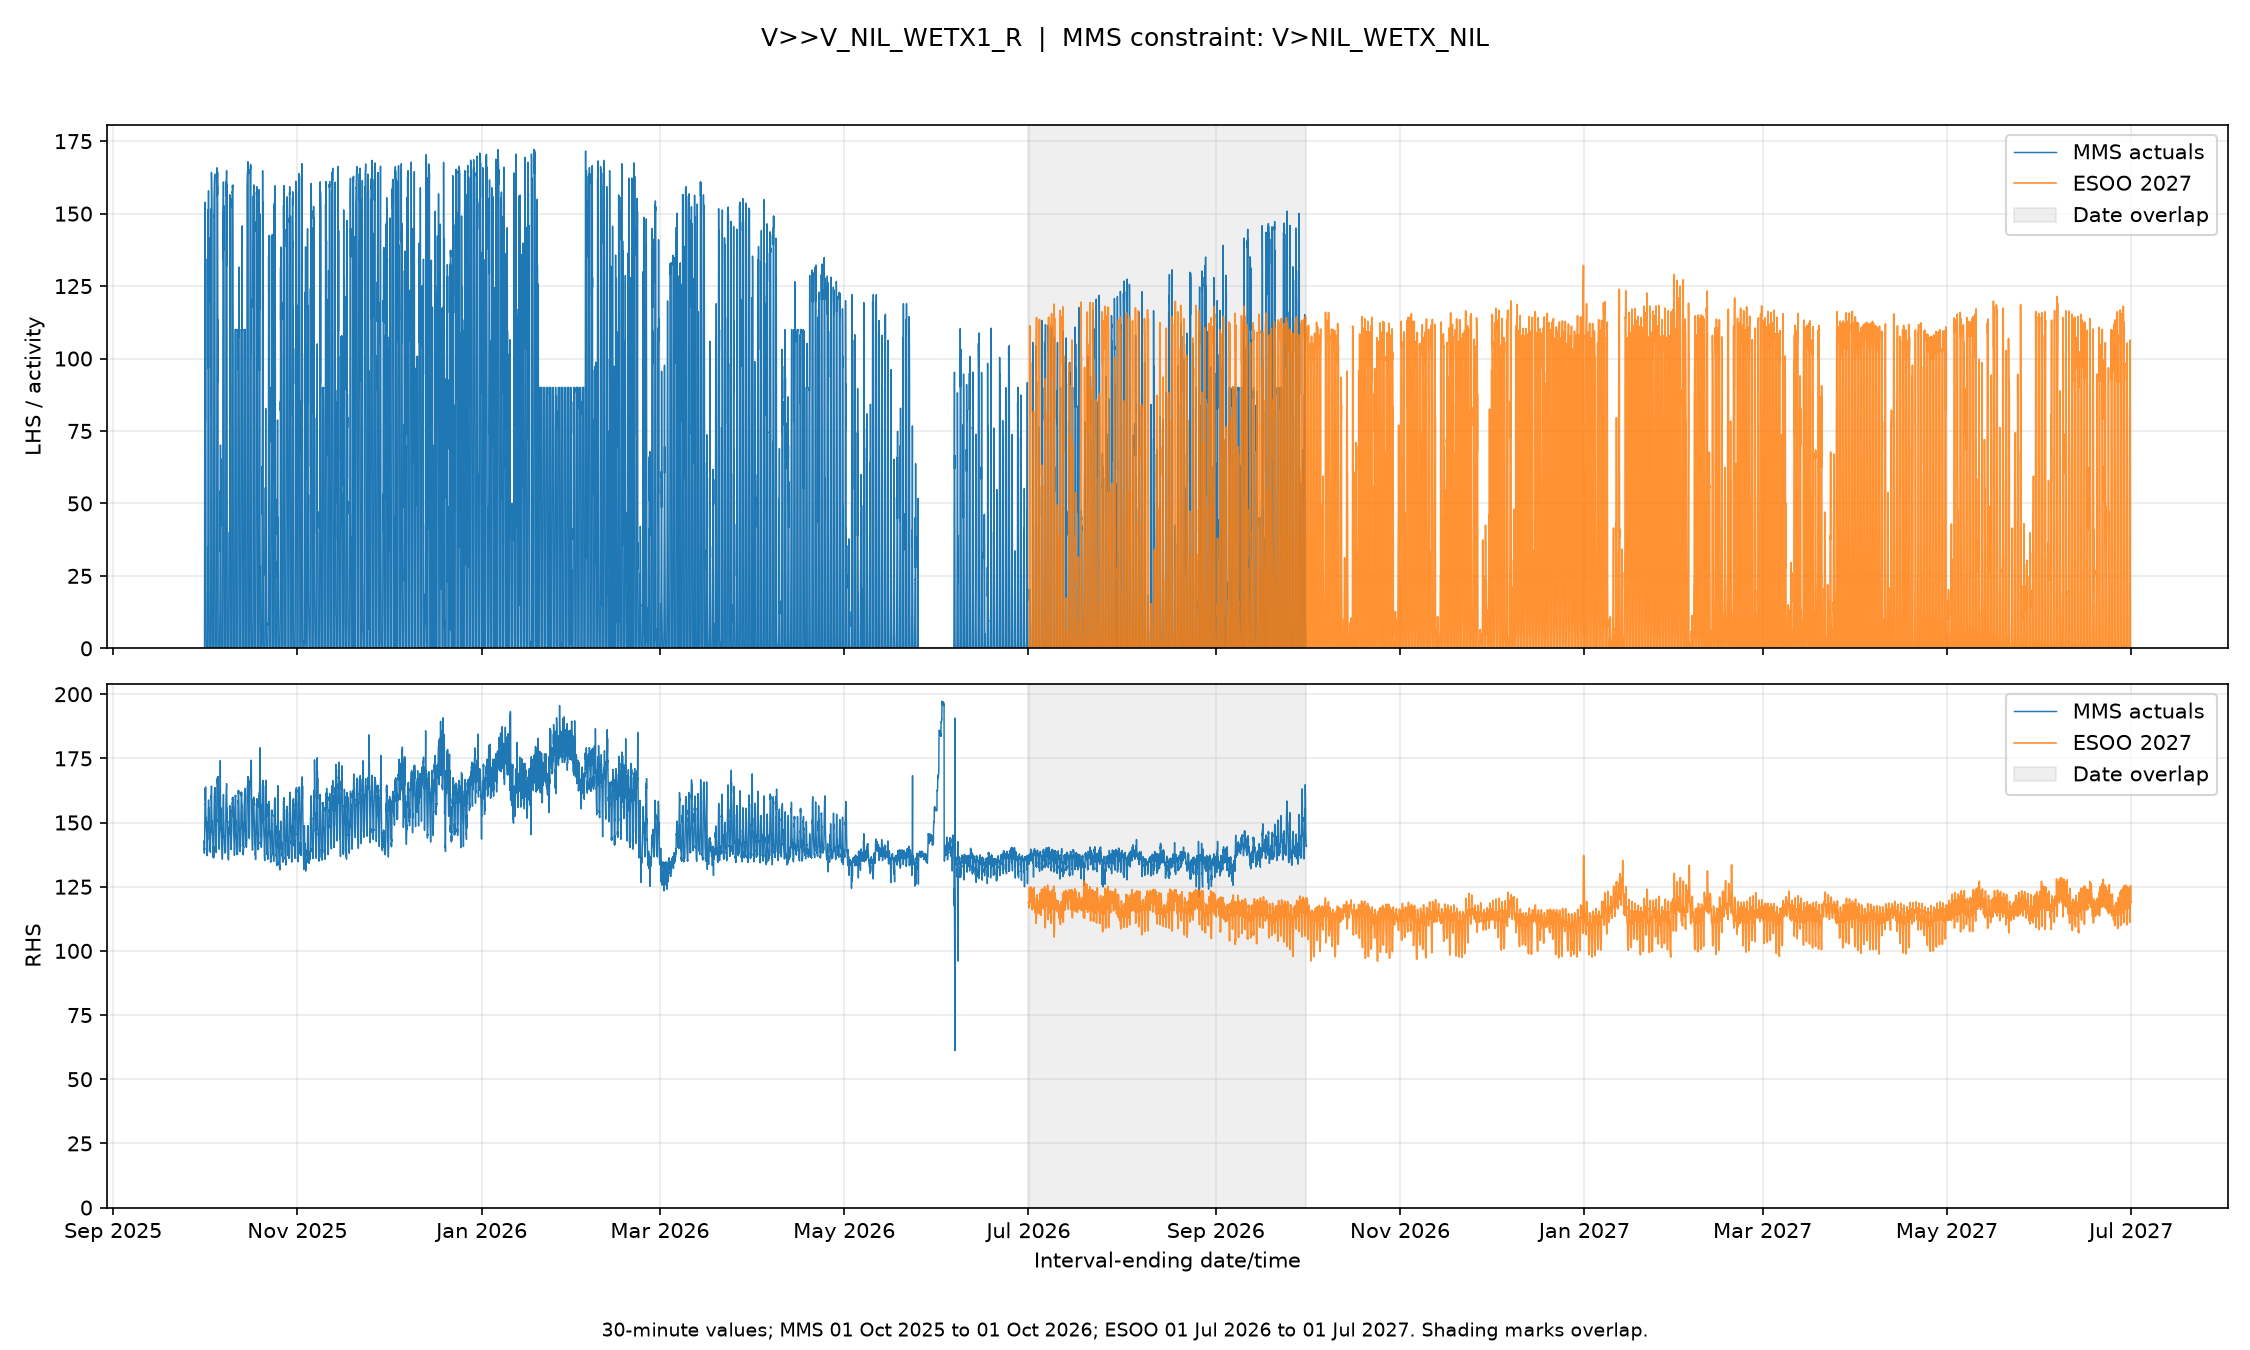 V>>V_NIL_WETX1_R | MMS constraint: V>NIL_WETX_NIL
175
150
125
100
75
50
25
0
LHS / activity
MMS actuals
ESOO 2027
Date overlap
200
175
150
125
100
75
50
25
0
RHS
MMS actuals
ESOO 2027
Date overlap
Sep 2025
Nov 2025
Jan 2026
Mar 2026
May 2026
Jul 2026
Sep 2026
Nov 2026
Jan 2027
Mar 2027
May 2027
Jul 2027
Interval-ending date/time
30-minute values; MMS 01 Oct 2025 to 01 Oct 2026; ESOO 01 Jul 2026 to 01 Jul 2027. Shading marks overlap.